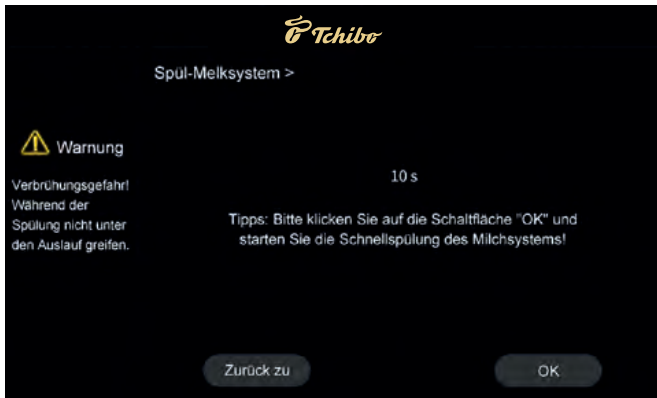 Tchibo
Spül-Melksystem >
Warnung
Verbrühungsgefahr!
Während der
Spülung nicht unter
den Auslauf greifen.
10 s
Tipps: Bitte klicken Sie auf die Schaltfläche "OK" und
starten Sie die Schnellspülung des Milchsystems!
Zurück zu
OK